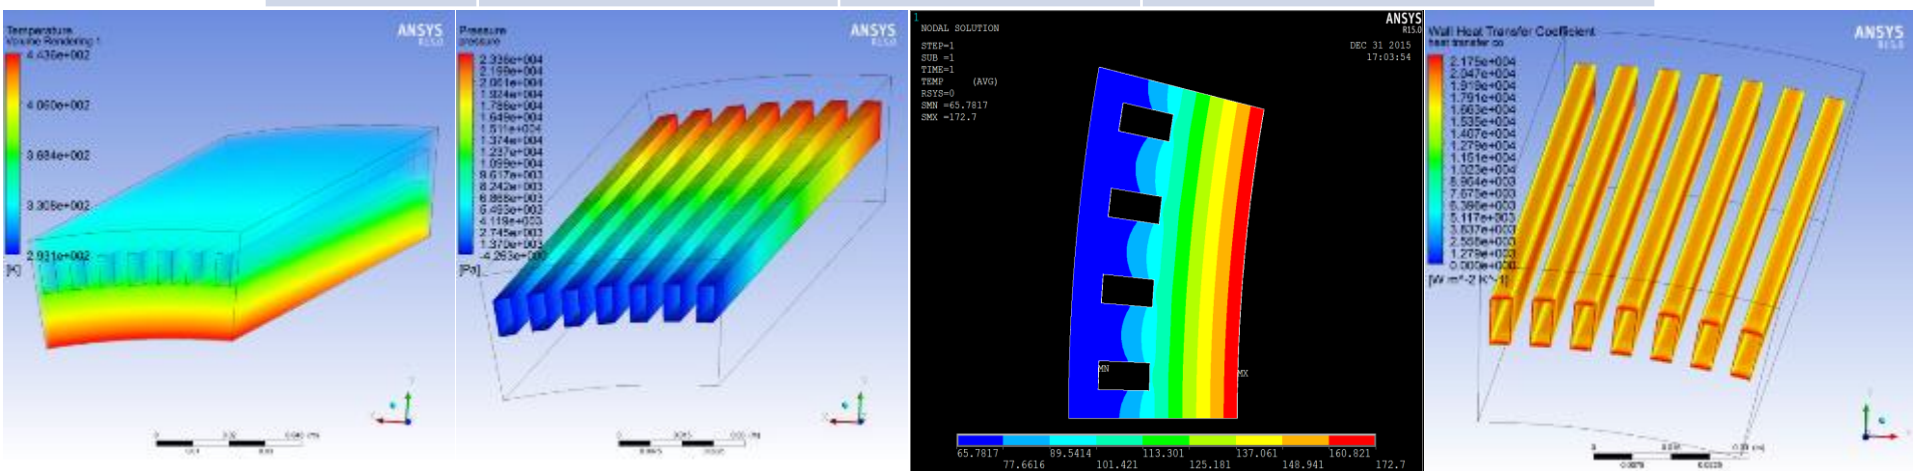 Temperature
Volume Rendering 1
4.436e+002
4.060e+002
3.684e+002
3.308e+002
2.931e+002
[K]
ANSYS
R15.0
Pressure
pressure
2.336e+004
2.199e+004
2.061e+004
1.924e+004
1.786e+004
1.649e+004
1.511e+004
1.374e+004
1.237e+004
1.099e+004
9.617e+003
8.242e+003
6.868e+003
5.493e+003
4.119e+003
2.745e+003
1.370e+003
-4.263e+000
[Pa]
ANSYS
R15.0
1
NODAL SOLUTION
STEP=1
SUB =1
TIME=1
TEMP (AVG)
RSYS=0
SMN =65.7817
SMX =172.7
ANSYS
R15.0
DEC 31 2015
17:03:54
MN
MX
65.7817 89.5414 113.301 137.061 160.821
77.6616 101.421 125.181 148.941 172.7
Wall Heat Transfer Coefficient
heat transfer co
2.175e+004
2.047e+004
1.919e+004
1.791e+004
1.663e+004
1.535e+004
1.407e+004
1.279e+004
1.151e+004
1.023e+004
8.954e+003
7.675e+003
6.396e+003
5.117e+003
3.837e+003
2.558e+003
1.279e+003
0.000e+000
[W m^-2 K^-1]
ANSYS
R15.0